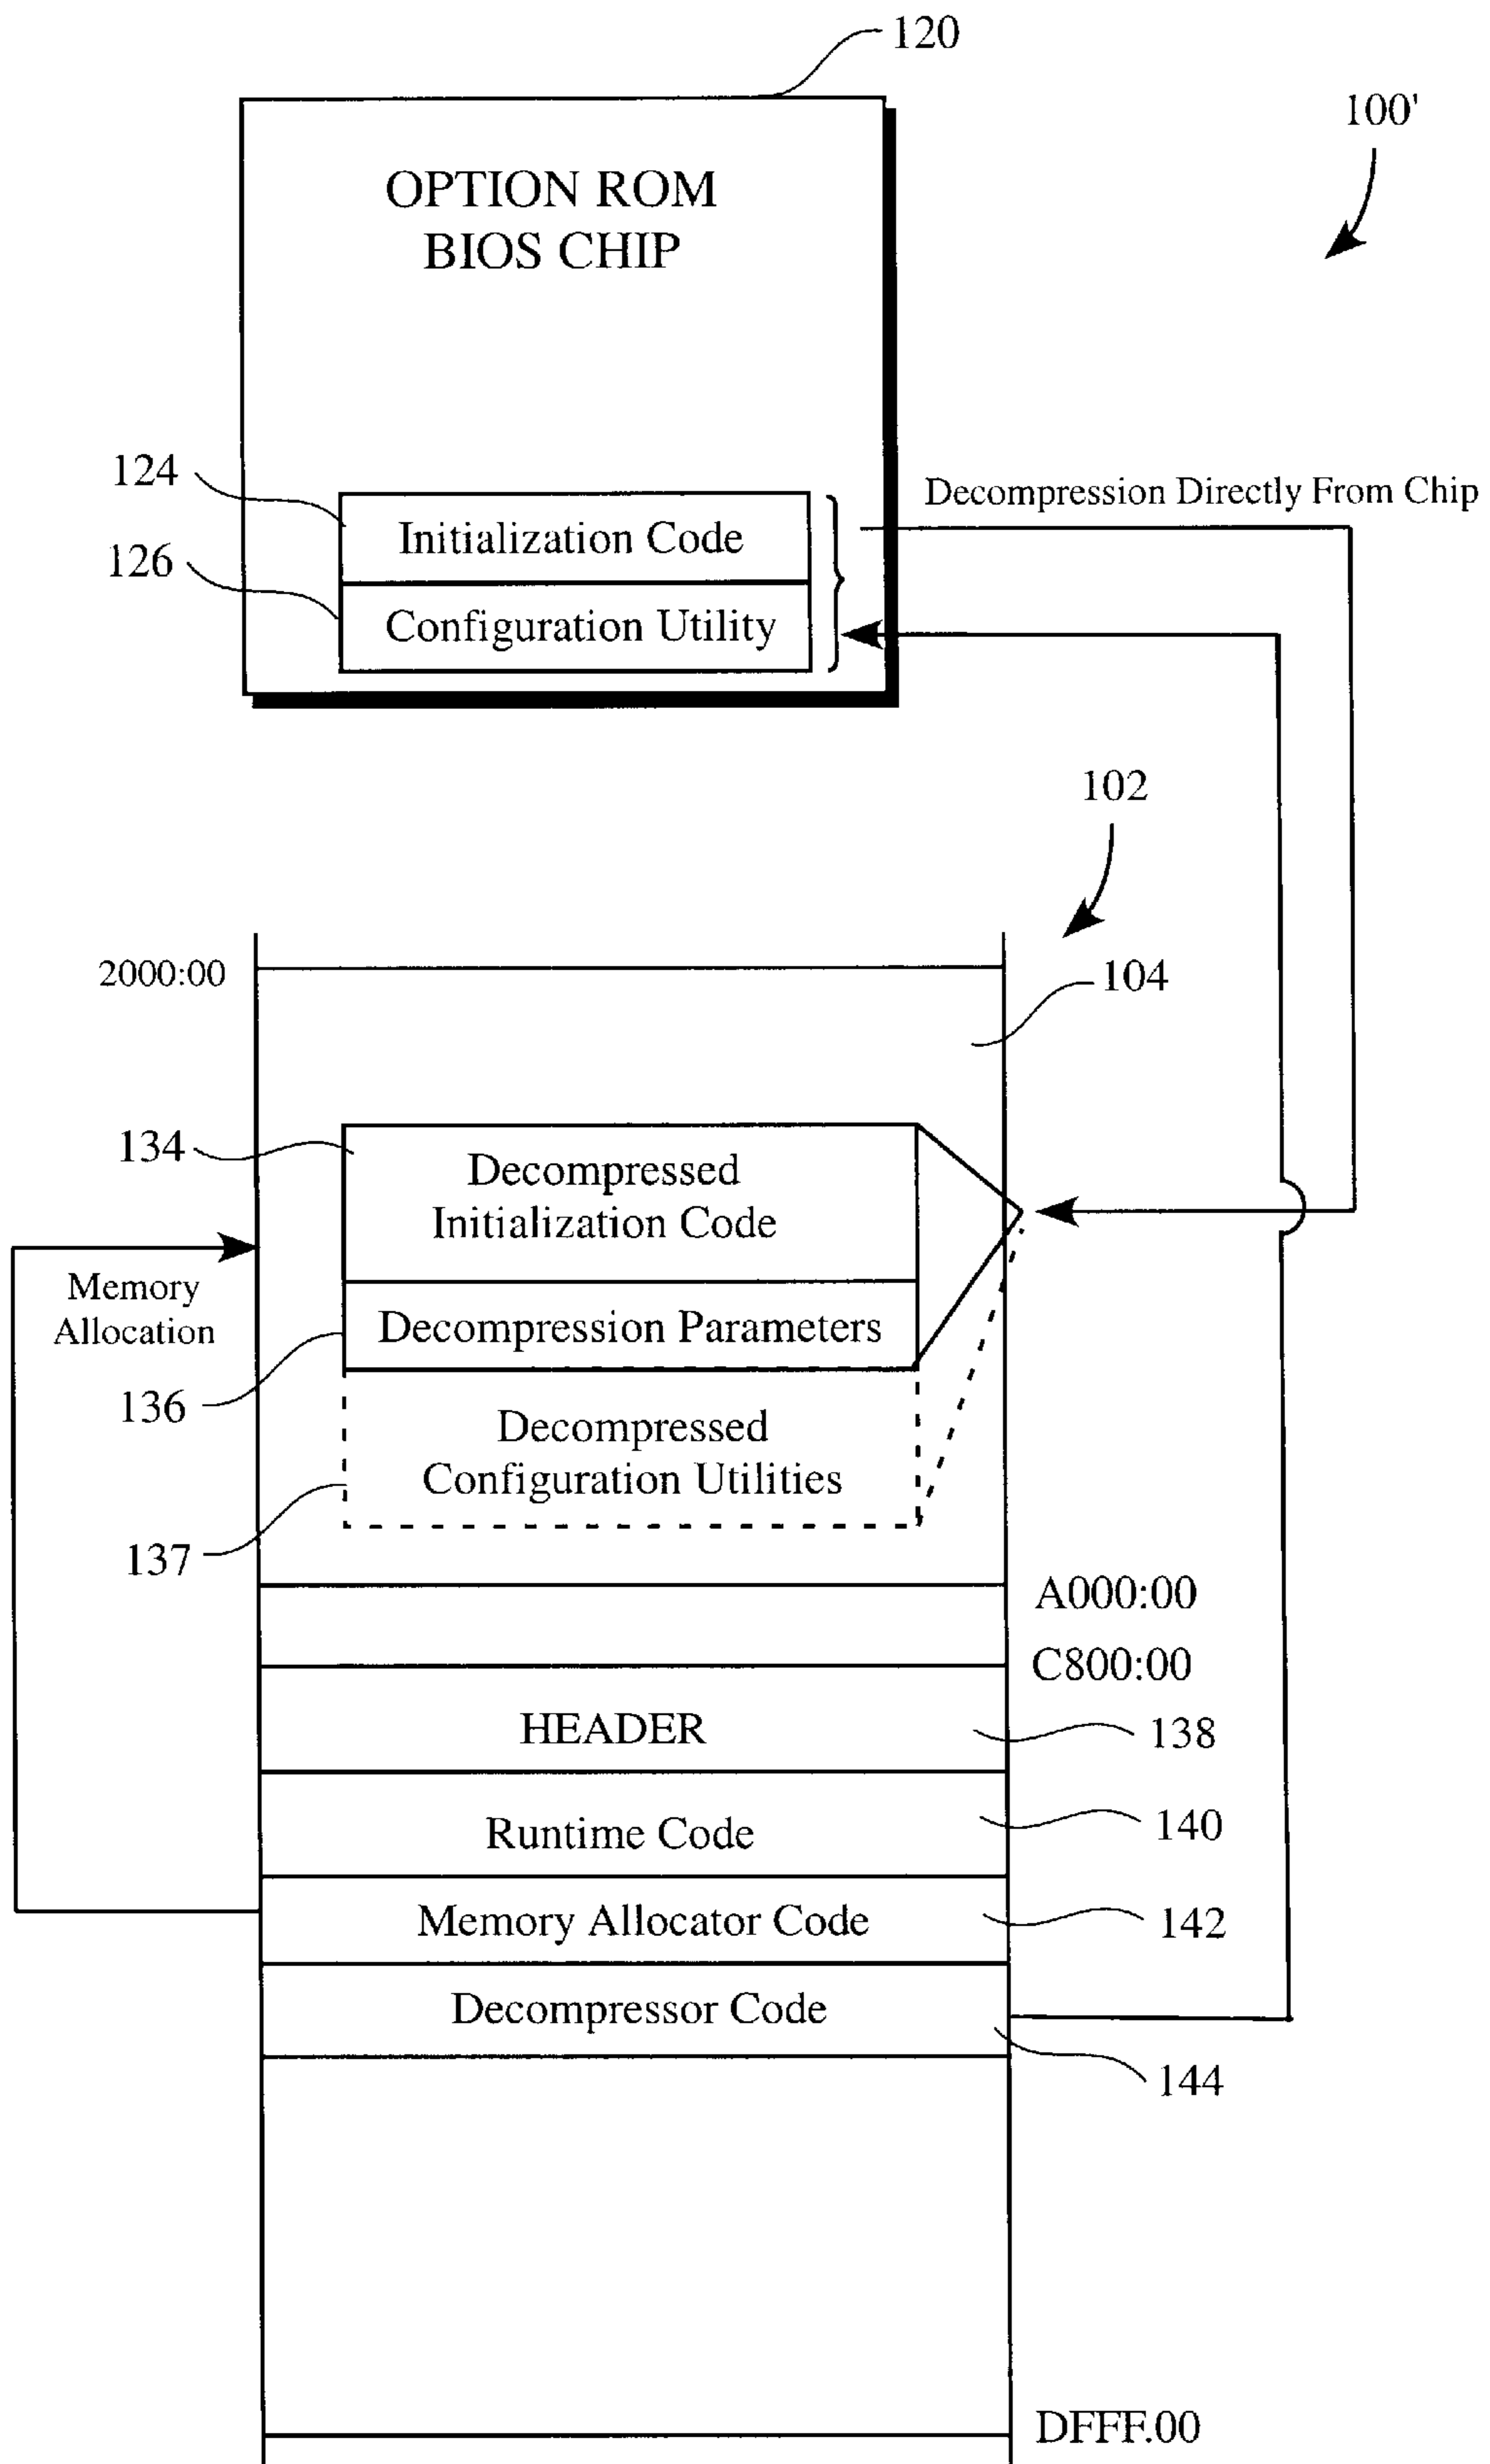 120
100'
OPTION ROM
BIOS CHIP
124
Initialization Code
Decompression Directly From Chip
126
Configuration Utility
102
2000:00
104
134
Decompressed
Initialization Code
Memory
Allocation
Decompression Parameters
136
Decompressed
Configuration Utilities
137
A000:00
C800:00
HEADER
138
Runtime Code
140
Memory Allocator Code
142
Decompressor Code
144
DFFF.00